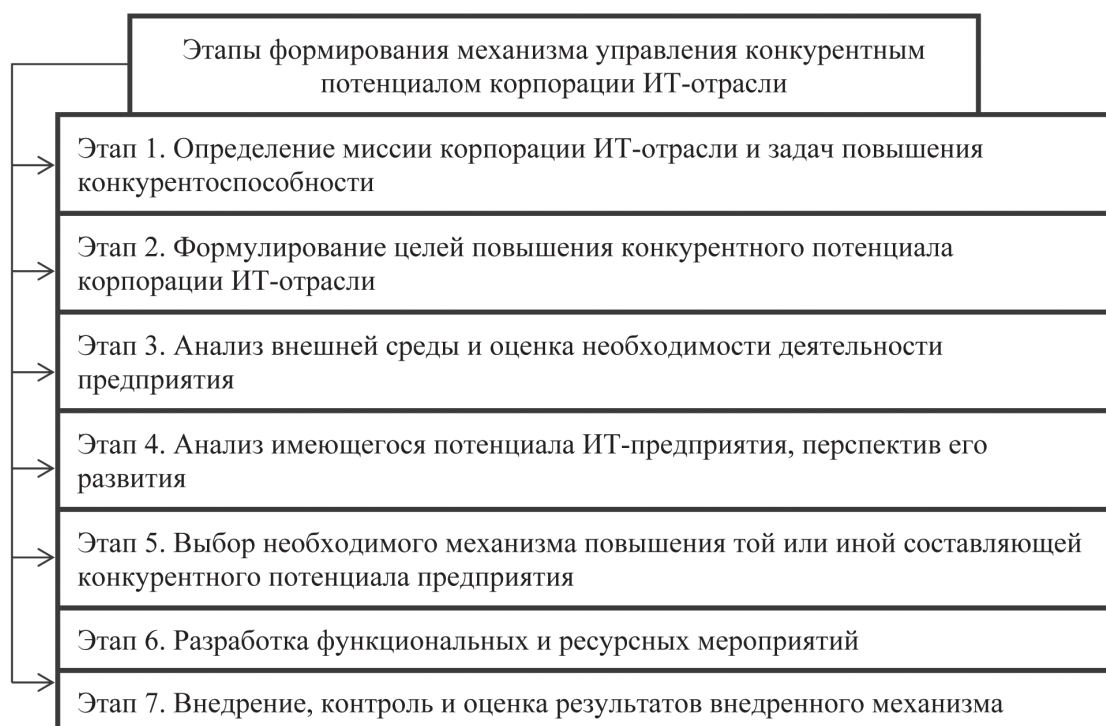 Этапы формирования механизма управления конкурентным
потенциалом корпорации ИТ-отрасли
Этап 1. Определение миссии корпорации ИТ-отрасли и задач повышения
конкурентоспособности
Этап 2. Формулирование целей повышения конкурентного потенциала
корпорации ИТ-отрасли
Этап 3. Анализ внешней среды и оценка необходимости деятельности
предприятия
Этап 4. Анализ имеющегося потенциала ИТ-предприятия, перспектив его
развития
Этап 5. Выбор необходимого механизма повышения той или иной составляющей
конкурентного потенциала предприятия
Этап 6. Разработка функциональных и ресурсных мероприятий
Этап 7. Внедрение, контроль и оценка результатов внедренного механизма